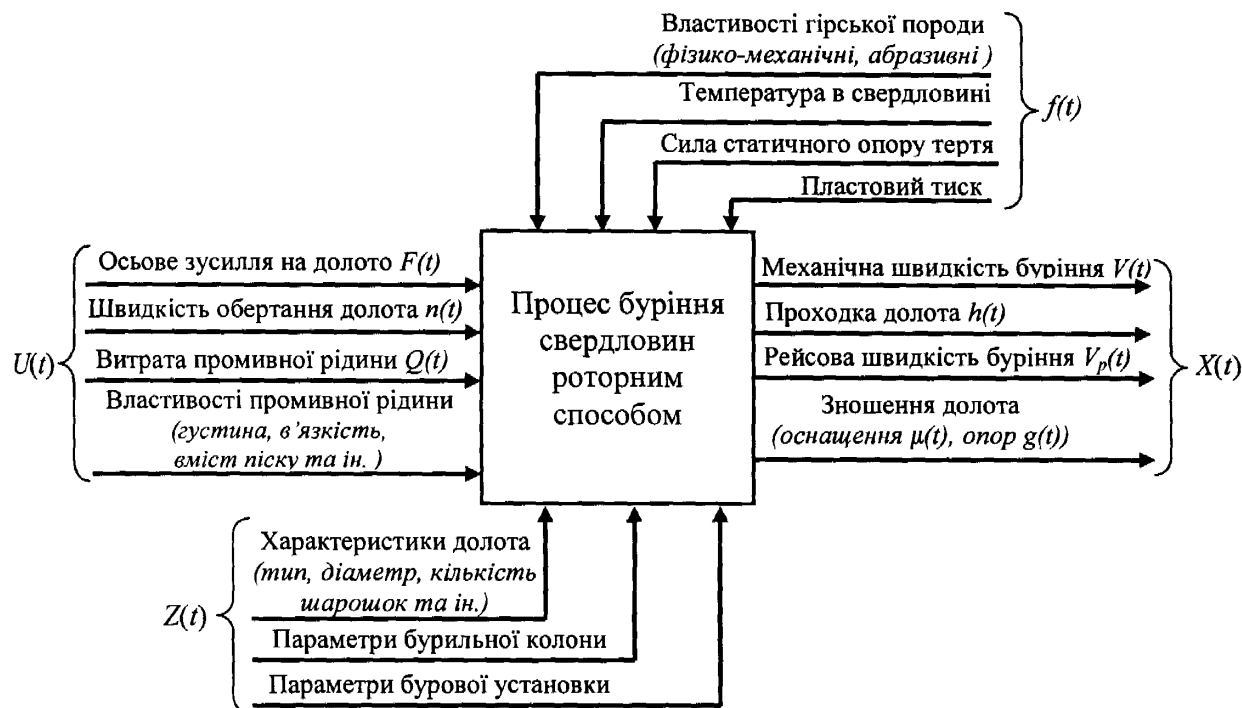 Властивості гірської породи
(фізико-механічні, абразивні )
Температура в свердловині
Сила статичного опору тертя
Пластовий тиск
f(t)
U(t)
Осьове зусилля на долото F(t)
Швидкість обертання долота n(t)
Витрата промивної рідини Q(t)
Властивості промивної рідини
(густина, в’язкість,
вміст піску та ін. )
Процес буріння
свердловин
роторним
способом
Механічна швидкість буріння V(t)
Проходка долота h(t)
Рейсова швидкість буріння Vp(t)
Зношення долота
(оснащення μ(t), опор g(t))
X(t)
Z(t)
Характеристики долота
(тип, діаметр, кількість
шарошок та ін.)
Параметри бурильної колони
Параметри бурової установки